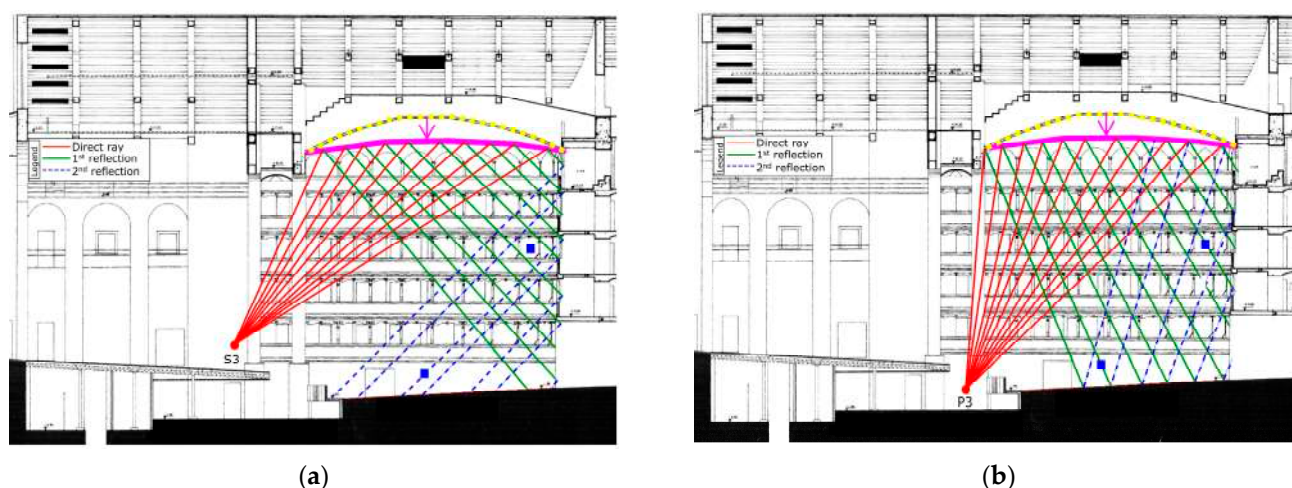 Legend
Direct ray
1st reflection
2nd reflection
S3
(a)
Legend
Direct ray
1st reflection
2nd reflection
P3
(b)